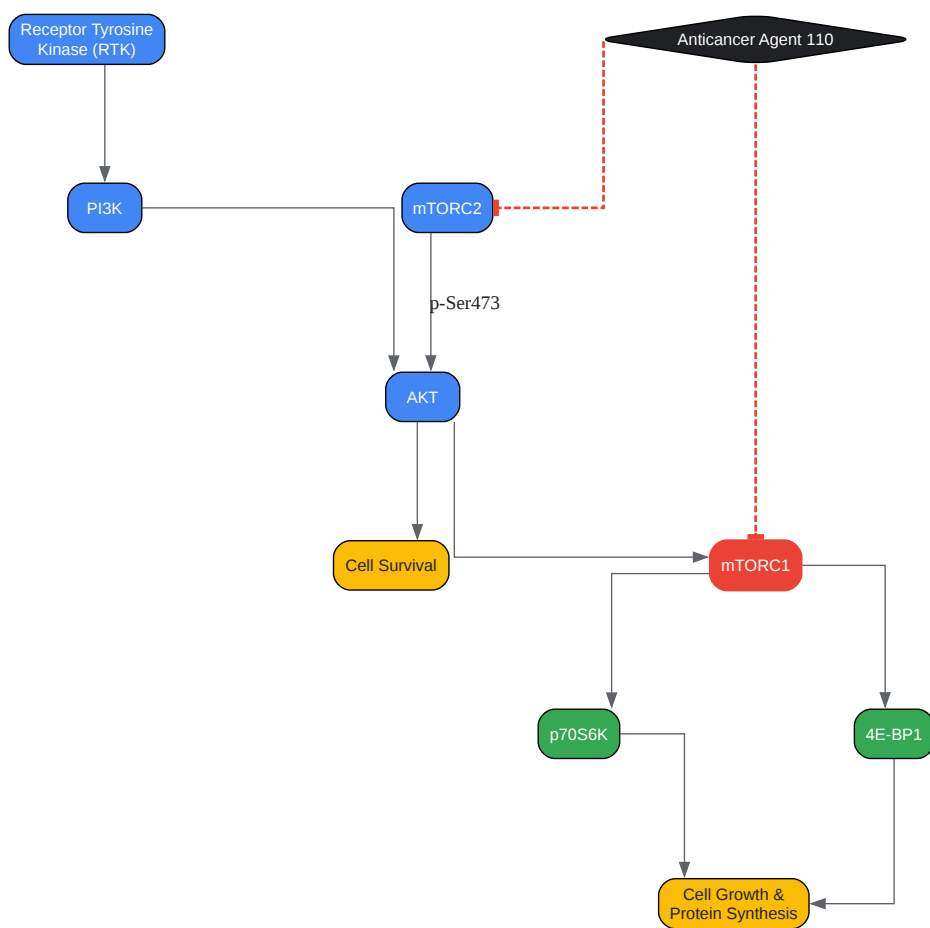 Receptor Tyrosine
Kinase (RTK)
Anticancer Agent 110
PI3K
mTORC2
p-Ser473
AKT
Cell Survival
mTORC1
p70S6K
4E-BP1
Cell Growth &
Protein Synthesis